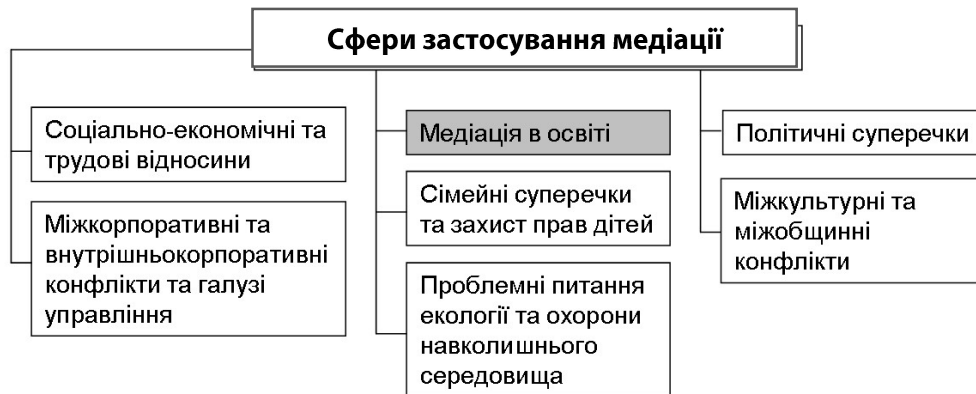 Сфери застосування медіації
Соціально-економічні та
трудові відносини
Міжкорпоративні та
внутрішньокорпоративні
конфлікти та галузі
управління
Медіація в освіті
Сімейні суперечки
та захист прав дітей
Проблемні питання
екології та охорони
навколишнього
середовища
Політичні суперечки
Міжкультурні та
міжобщинні
конфлікти